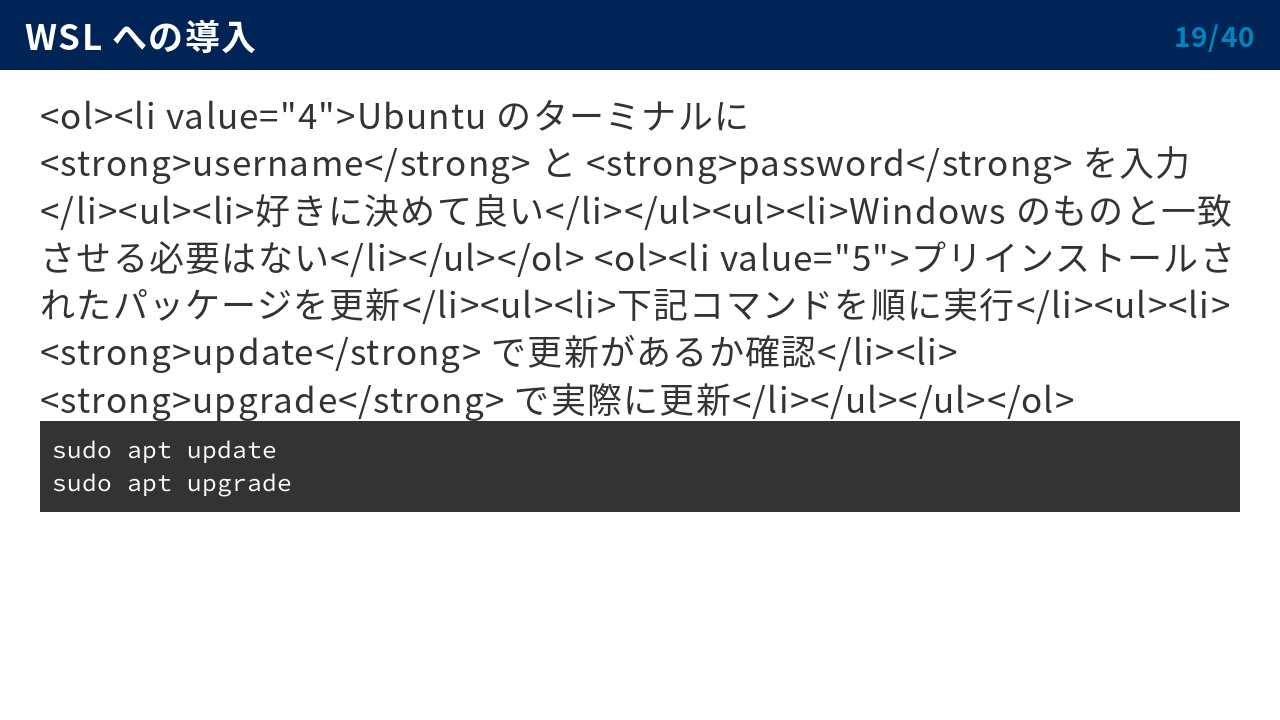 WSL への導入
19/40
<ol><li value="4">Ubuntu のターミナルに
<strong>username</strong> と <strong>password</strong> を入力
</li><ul><li>好きに決めて良い</li></ul><ul><li>Windows のものと一致
させる必要はない</li></ul></ol> <ol><li value="5">プリインストールさ
れたパッケージを更新</li><ul><li>下記コマンドを順に実行</li><ul><li>
<strong>update</strong> で更新があるか確認</li><li>
<strong>upgrade</strong> で実際に更新</li></ul></ul></ol>
sudo apt update
sudo apt upgrade